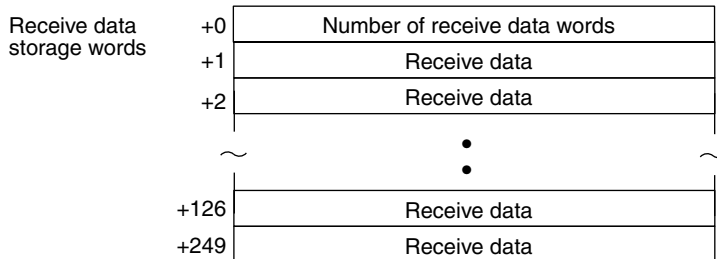 Receive data
storage words
+0 Number of receive data words
+1 Receive data
+2 Receive data
+126 Receive data
+249 Receive data